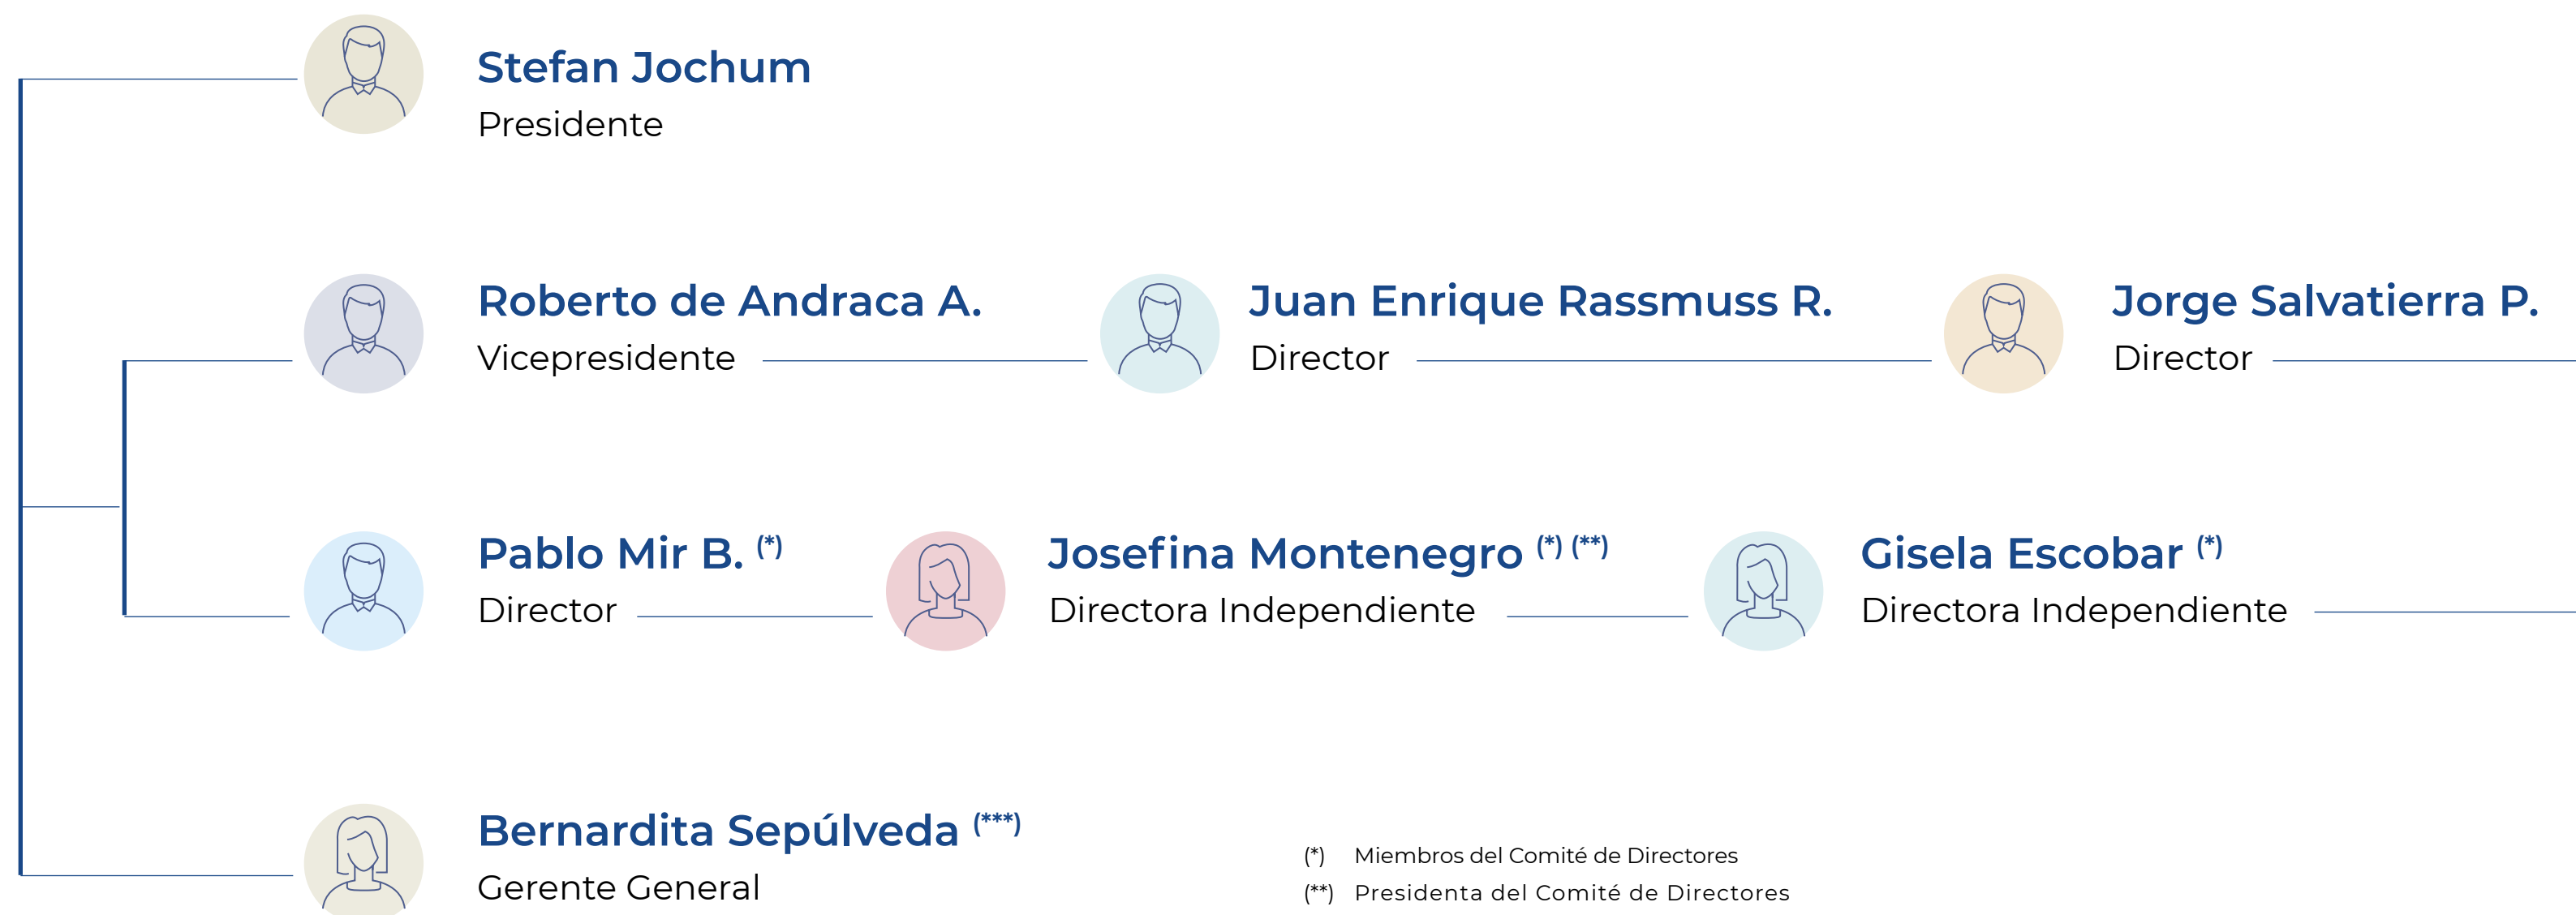 Stefan Jochum
Presidente
Roberto de Andraca A.
Vicepresidente
Juan Enrique Rassmuss R.
Director
Jorge Salvatierra P.
Director
Pablo Mir B. (*)
Director
Josefina Montenegro (*) (**)
Directora Independiente
Gisela Escobar (*)
Directora Independiente
Bernardita Sepúlveda (***)
Gerente General
(*) Miembros del Comité de Directores
(**) Presidenta del Comité de Directores